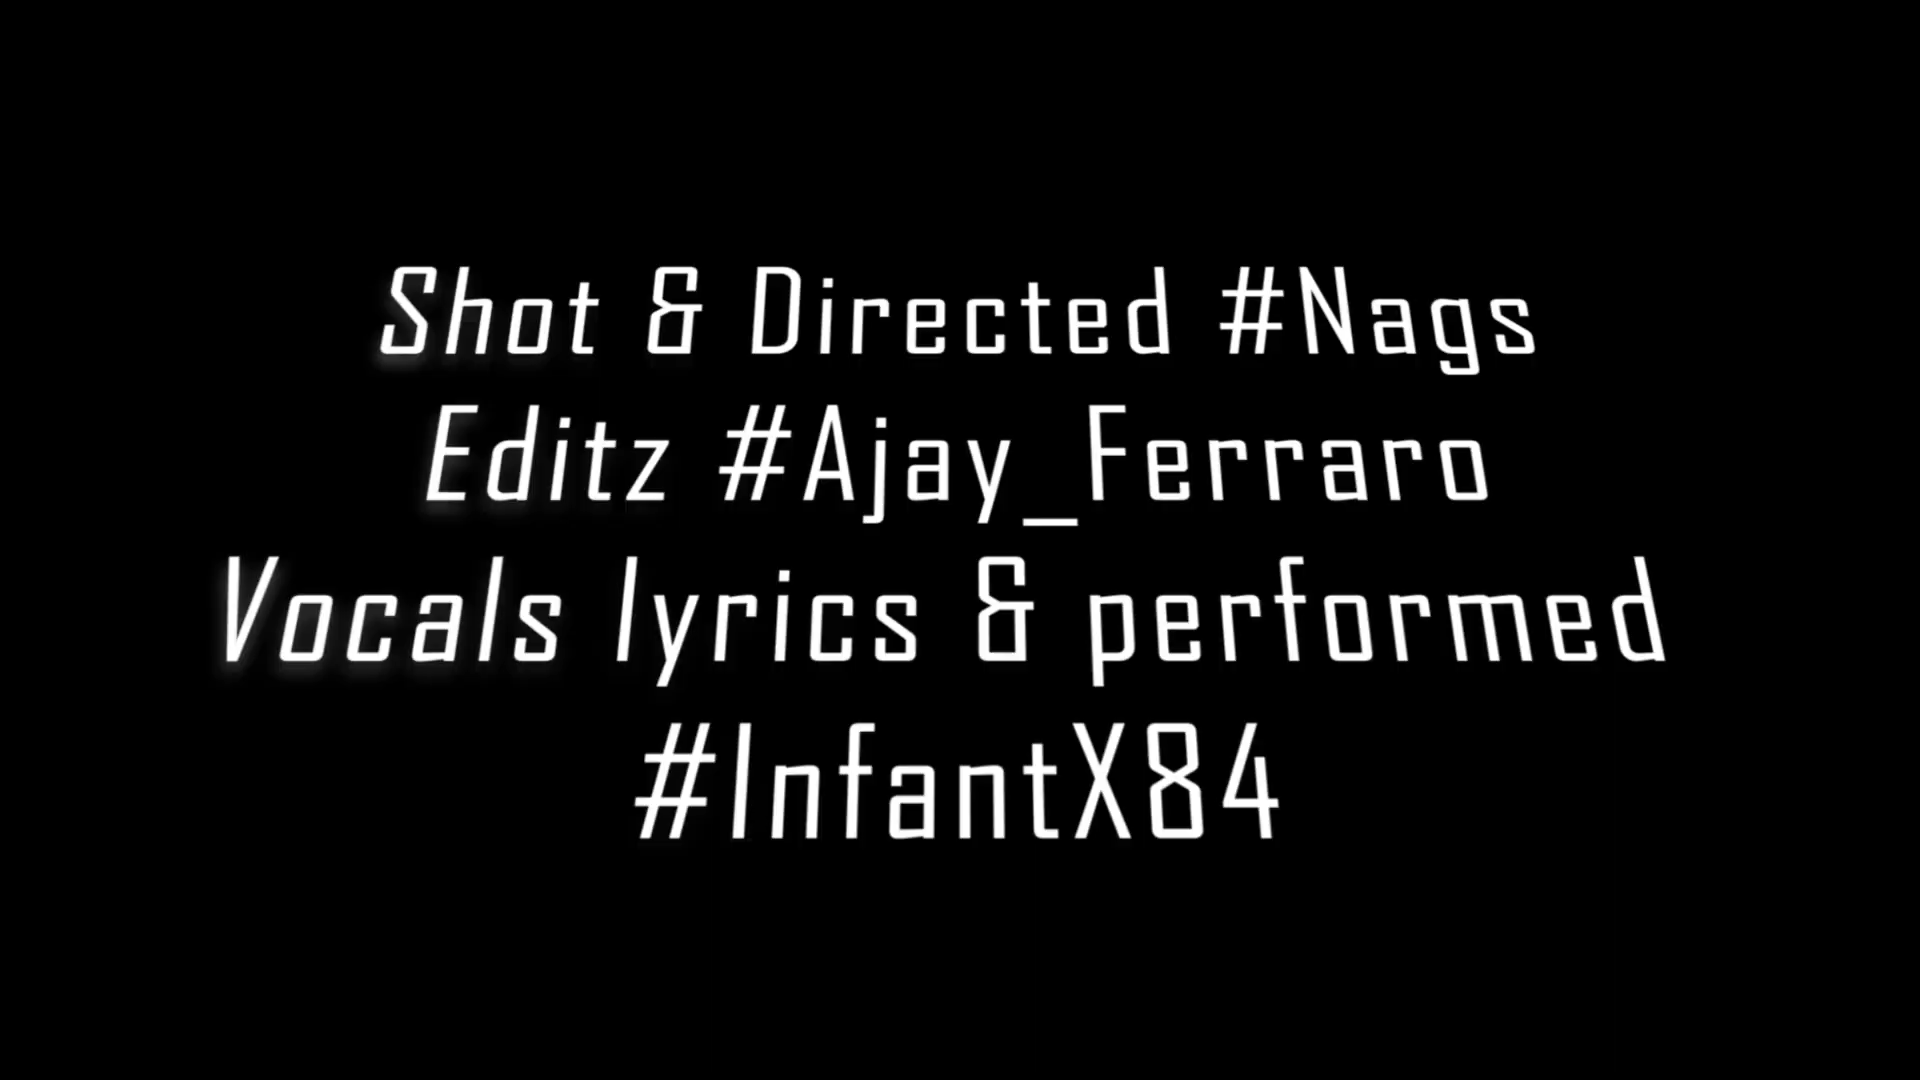 Shot & Directed #Nags
Editz #Ajay_Ferraro
Vocals lyrics & performed
#InfantX84